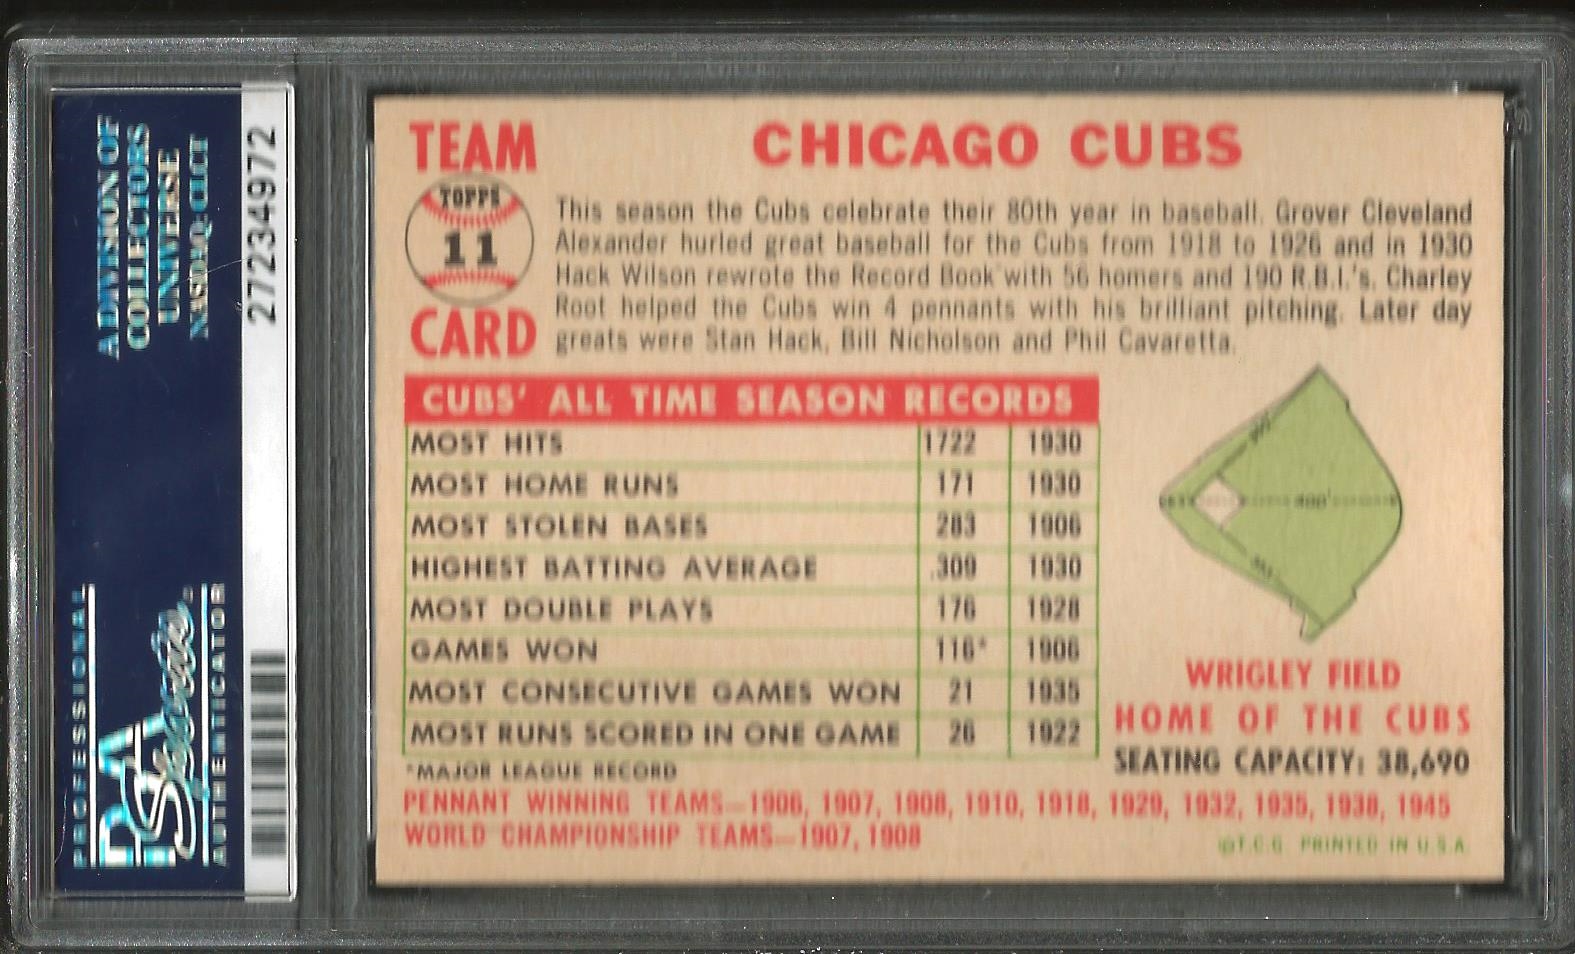 A DIVISION OF
COLLECTORS
UNIVERSE
NASDQ: CLCT
27234972
PROFESSIONAL
PSA
Sports
AUTHENTICATOR
TEAM
TOPPS
11
CARD
CHICAGO CUBS
This season the Cubs celebrate their 80th year in baseball. Grover Cleveland
Alexander hurled great baseball for the Cubs from 1918 to 1926 and in 1930
Hack Wilson rewrote the Record Book with 56 homers and 190 R.B.I.'s. Charley
Root helped the Cubs win 4 pennants with his brilliant pitching. Later day
greats were Stan Hack, Bill Nicholson and Phil Cavaretta.
CUBS' ALL TIME SEASON RECORDS
MOST HITS 1722 1930
MOST HOME RUNS 171 1930
MOST STOLEN BASES 283 1906
HIGHEST BATTING AVERAGE .309 1930
MOST DOUBLE PLAYS 176 1928
GAMES WON 116* 1906
MOST CONSECUTIVE GAMES WON 21 1935
MOST RUNS SCORED IN ONE GAME 26 1922
*MAJOR LEAGUE RECORD
400'
WRIGLEY FIELD
HOME OF THE CUBS
SEATING CAPACITY: 38,690
PENNANT WINNING TEAMS—1906, 1907, 1908, 1910, 1918, 1929, 1932, 1935, 1938, 1945
WORLD CHAMPIONSHIP TEAMS—1907, 1908
©T.C.G. PRINTED IN U.S.A.